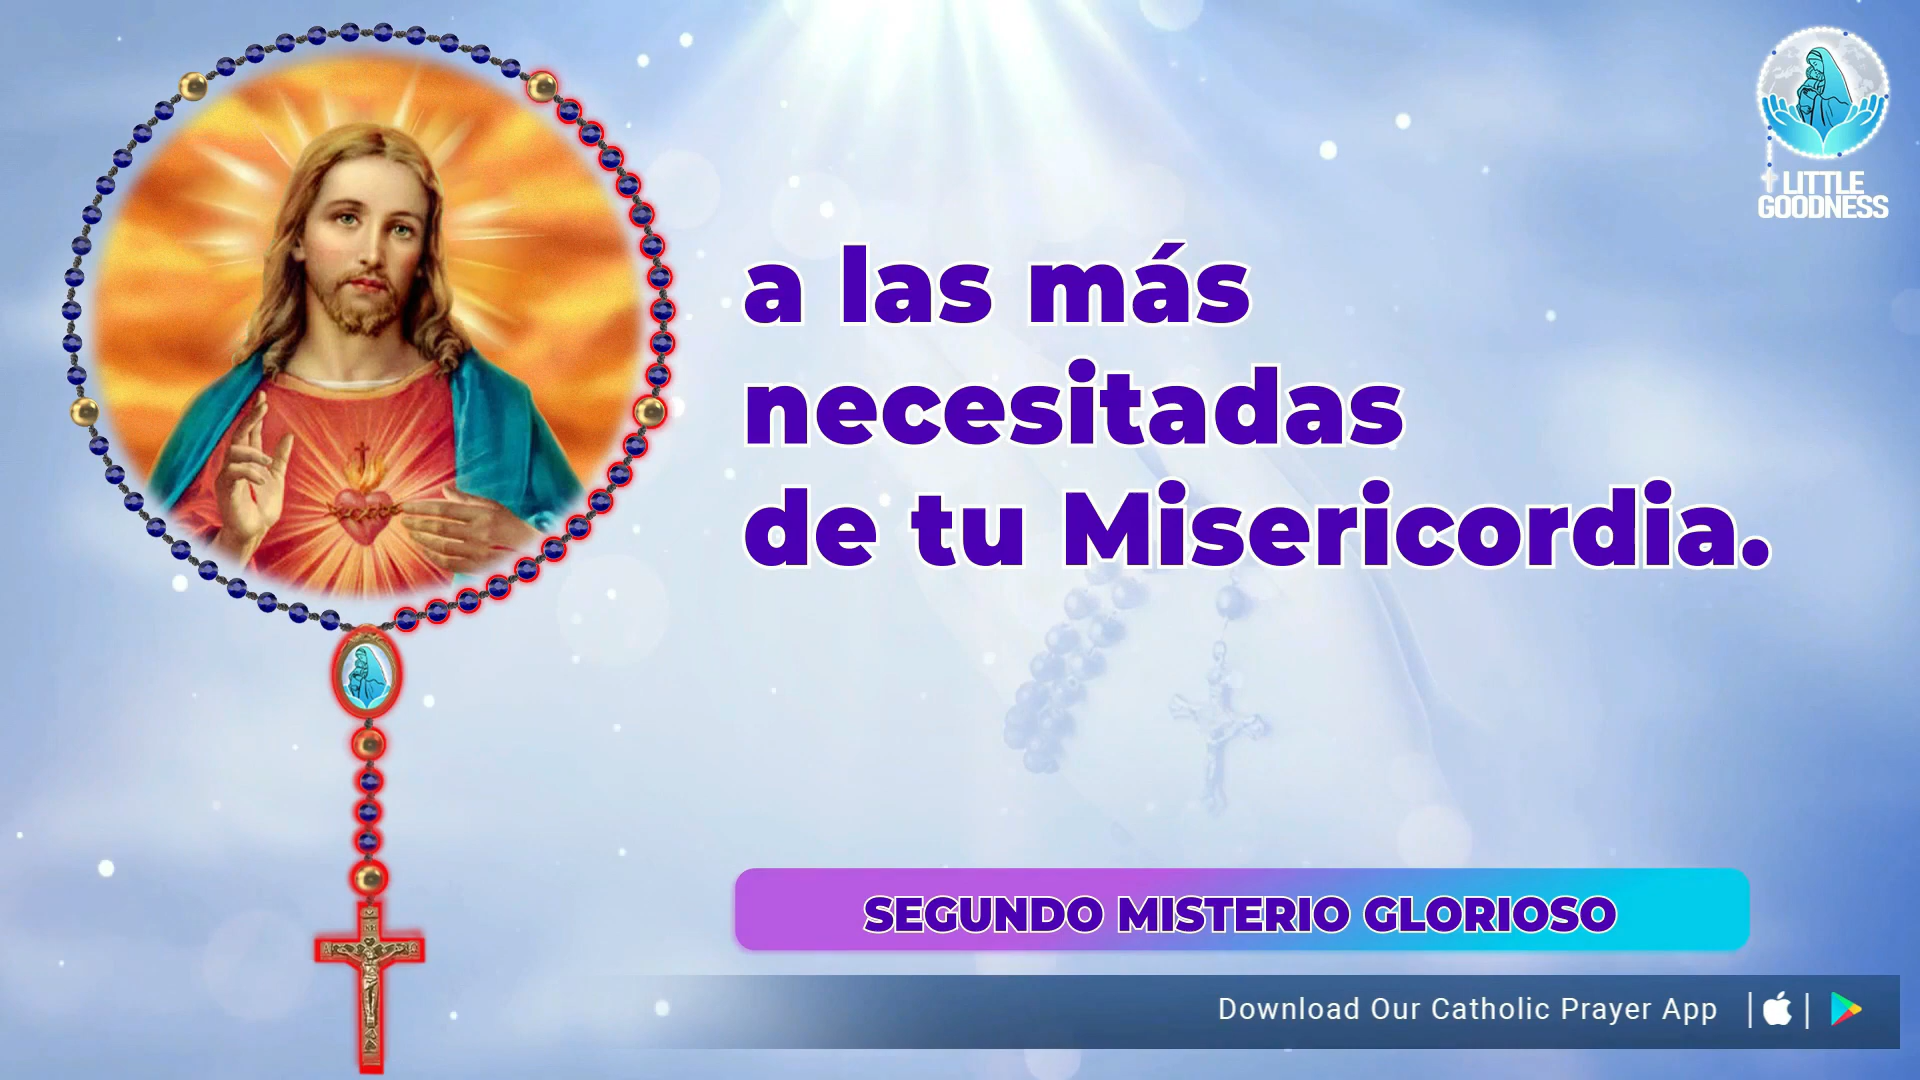 LITTLE
GOODNESS
a las más
necesitadas
de tu Misericordia.
SEGUNDO MISTERIO GLORIOSO
Download Our Catholic Prayer App